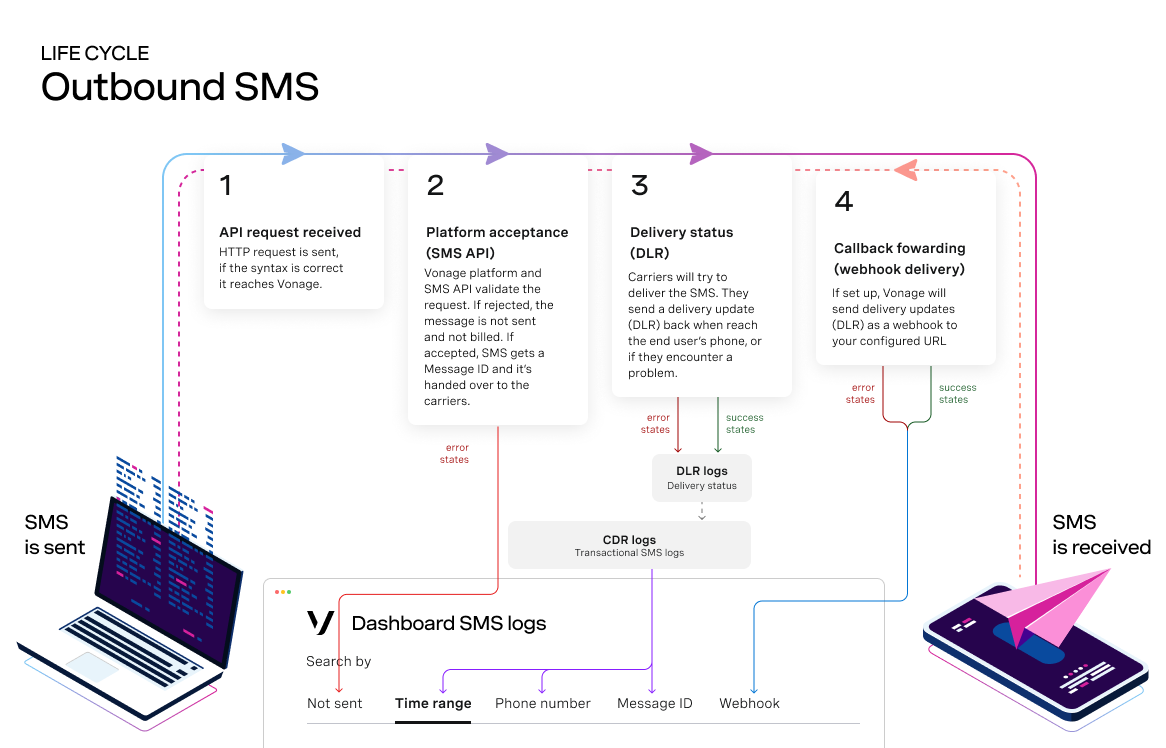 LIFE CYCLE
Outbound SMS
1
API request received
HTTP request is sent,
if the syntax is correct
it reaches Vonage.
2
Platform acceptance
(SMS API)
Vonage platform and
SMS API validate the
request. If rejected, the
message is not sent
and not billed. If
accepted, SMS gets a
Message ID and it's
handed over to the
carriers.
error
states
3
Delivery status
(DLR)
Carriers will try to
deliver the SMS. They
send a delivery update
(DLR) back when reach
the end user's phone, or
if they encounter a
problem.
error
states
success
states
4
Callback fowarding
(webhook delivery)
If set up, Vonage will
send delivery updates
(DLR) as a webhook to
your configured URL
error
states
success
states
DLR logs
Delivery status
CDR logs
Transactional SMS logs
SMS
is sent
SMS
is received
Dashboard SMS logs
Search by
Not sent
Time range
Phone number
Message ID
Webhook